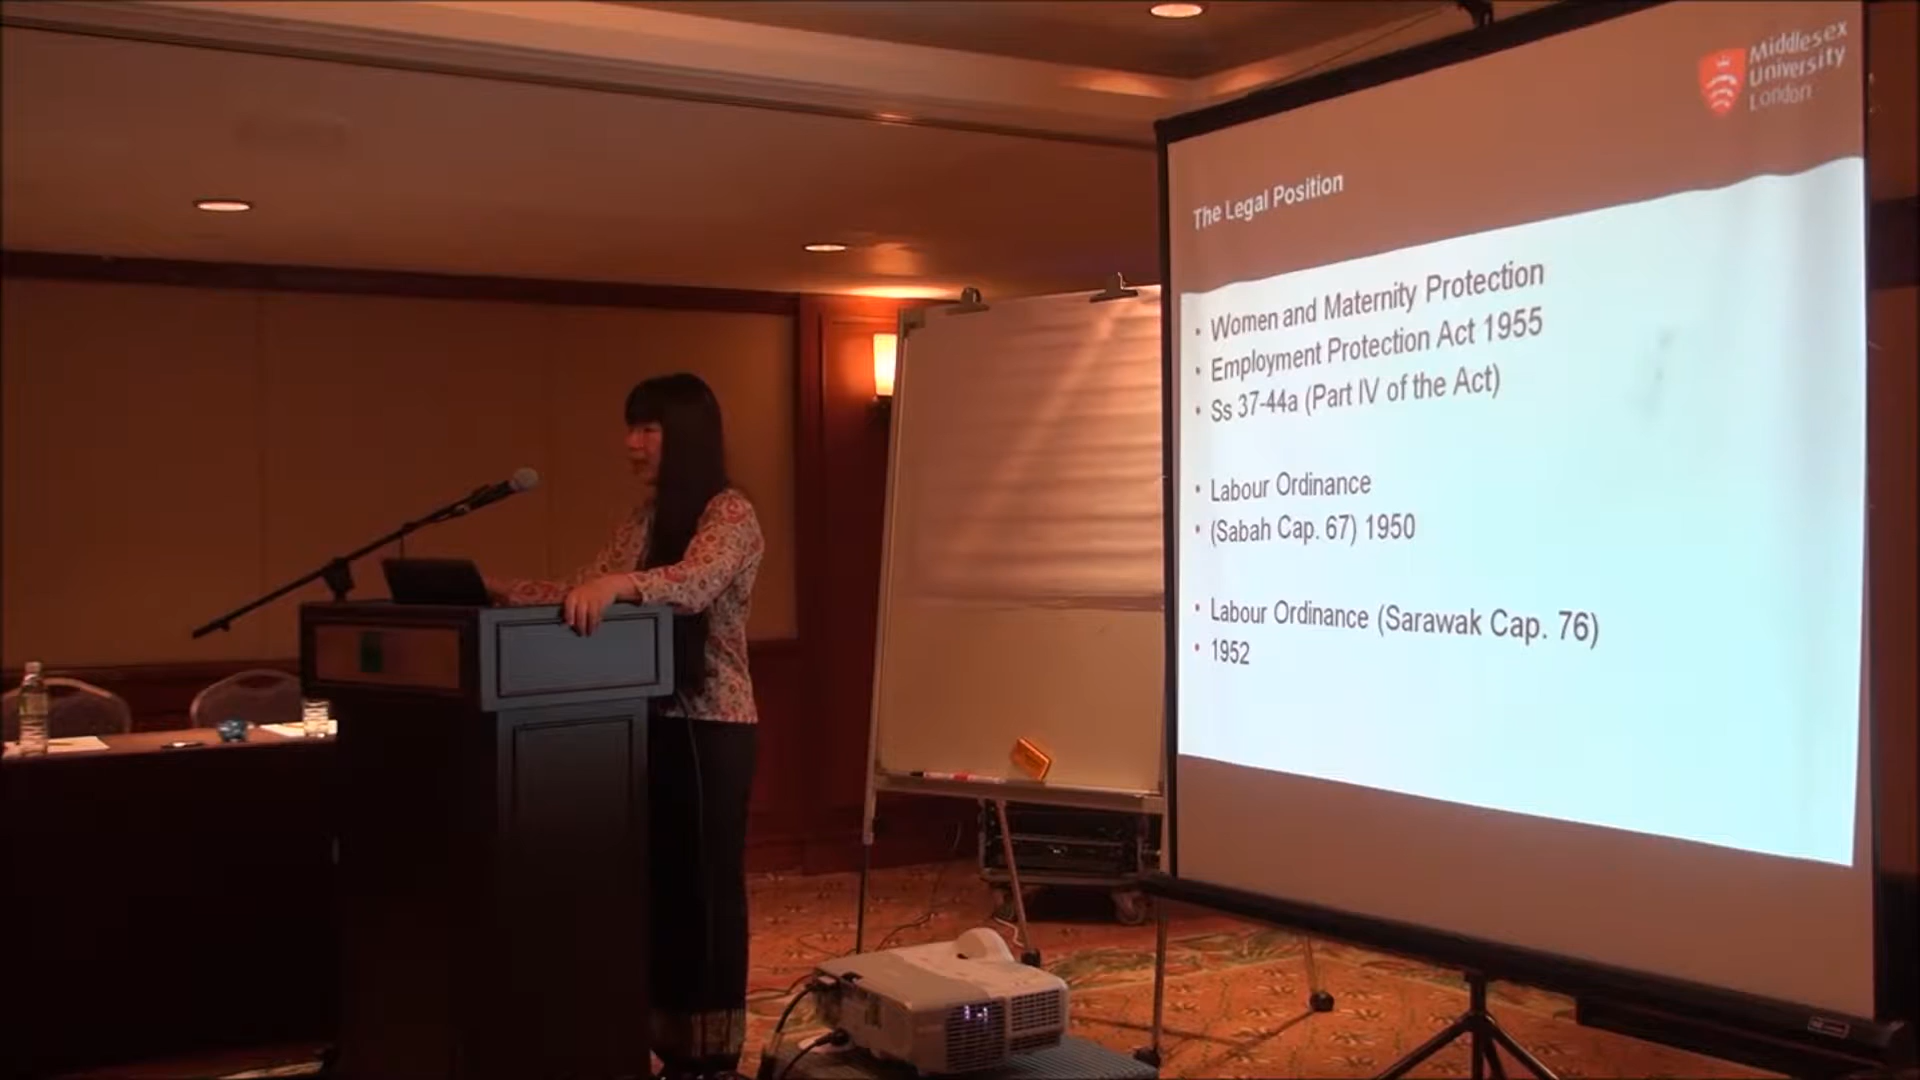 Middlesex
University
London
The Legal Position
• Women and Maternity Protection
• Employment Protection Act 1955
• Ss 37-44a (Part IV of the Act)
• Labour Ordinance
• (Sabah Cap. 67) 1950
• Labour Ordinance (Sarawak Cap. 76)
• 1952